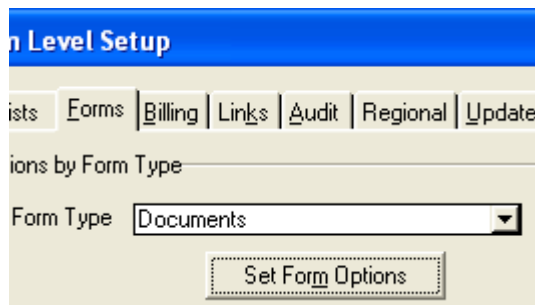 n Level Setup
ists Forms Billing Links Audit Regional Update
ions by Form Type
Form Type Documents
Set Form Options